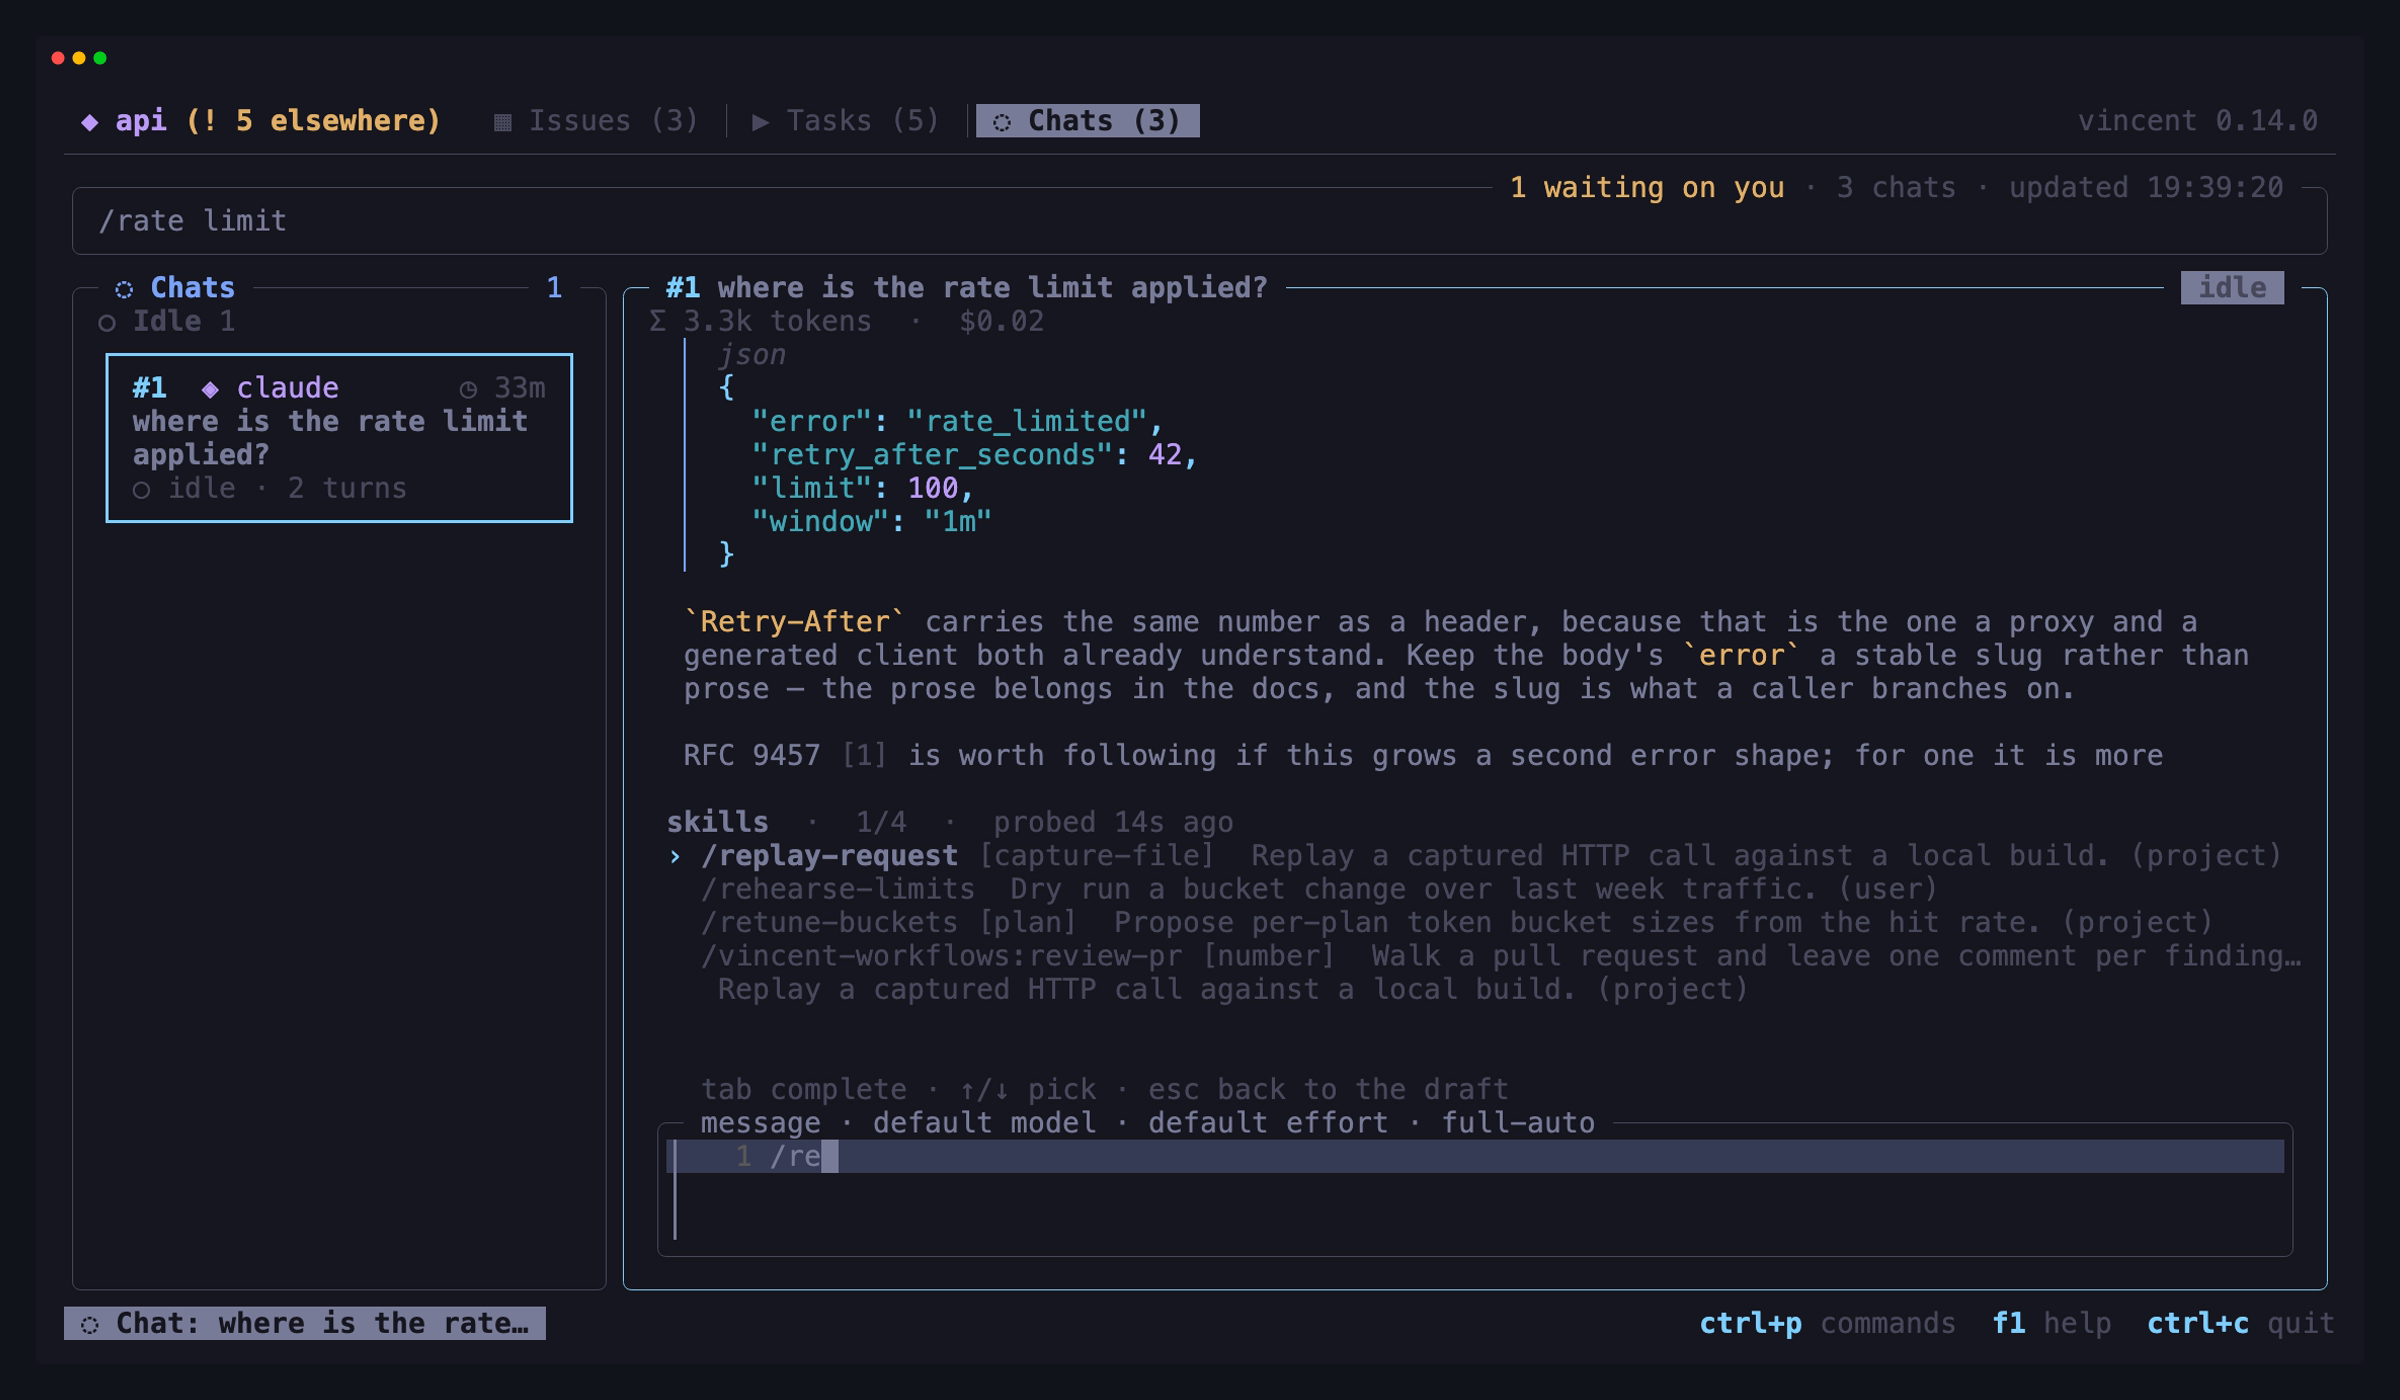 ◆ api (! 5 elsewhere) ▦ Issues (3) ▶ Tasks (5) ◌ Chats (3) vincent 0.14.0
1 waiting on you · 3 chats · updated 19:39:20
/rate limit
◌ Chats 1
○ Idle 1
#1 ◈ claude ◷ 33m
where is the rate limit
applied?
○ idle · 2 turns
#1 where is the rate limit applied? idle
Σ 3.3k tokens · $0.02
json
{
"error": "rate_limited",
"retry_after_seconds": 42,
"limit": 100,
"window": "1m"
}
`Retry-After` carries the same number as a header, because that is the one a proxy and a
generated client both already understand. Keep the body's `error` a stable slug rather than
prose — the prose belongs in the docs, and the slug is what a caller branches on.
RFC 9457 [1] is worth following if this grows a second error shape; for one it is more
skills · 1/4 · probed 14s ago
› /replay-request [capture-file] Replay a captured HTTP call against a local build. (project)
/rehearse-limits Dry run a bucket change over last week traffic. (user)
/retune-buckets [plan] Propose per-plan token bucket sizes from the hit rate. (project)
/vincent-workflows:review-pr [number] Walk a pull request and leave one comment per finding…
Replay a captured HTTP call against a local build. (project)
tab complete · ↑/↓ pick · esc back to the draft
message · default model · default effort · full-auto
1 /re
◌ Chat: where is the rate… ctrl+p commands f1 help ctrl+c quit